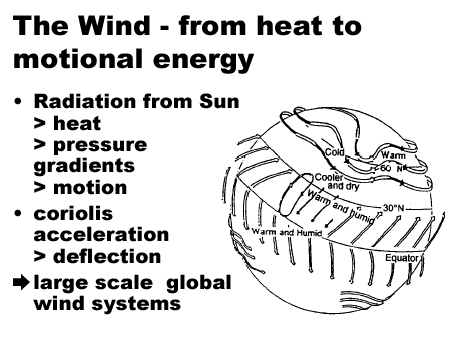 The Wind - from heat to
motional energy
• Radiation from Sun
> heat
> pressure
gradients
> motion
• coriolis
acceleration
> deflection
➡ large scale global
wind systems
Cold
Warm
60 N
Cooler
and dry
Warm and humid
30°N
Warm and Humid
Equator